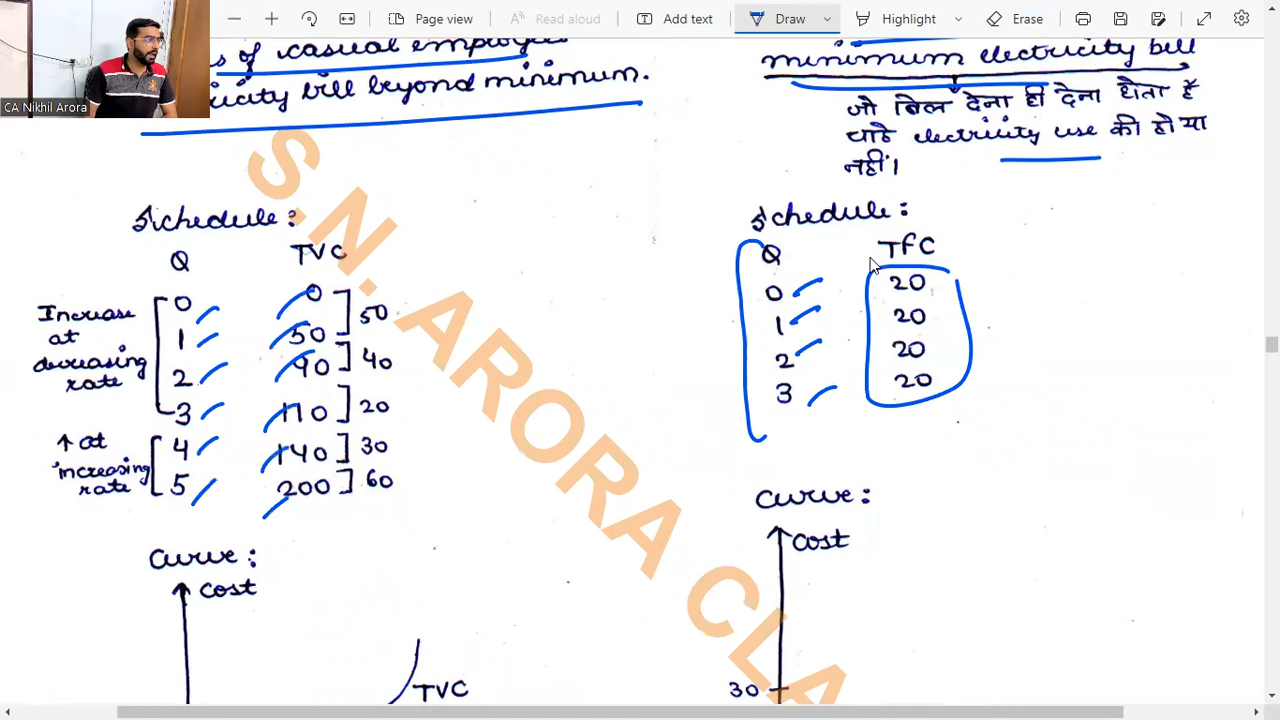 Page view
Read aloud
Add text
Draw
Highlight
Erase
CA Nikhil Arora
of casual employee
bill beyond minimum.
minimum electricity bill
जो बिल देना ही देना होता है
चाहे electricity use की हो या
नहीं।
Schedule:
Q TVC
0 0
1 50
2 90
3 110
4 140
5 200
50
40
20
30
60
Increase
at
decreasing
rate
↑ at
increasing
rate
Curve:
Cost
TVC
Schedule:
Q TFC
0 20
1 20
2 20
3 20
Curve:
Cost
30
S.N. ARORA CLA